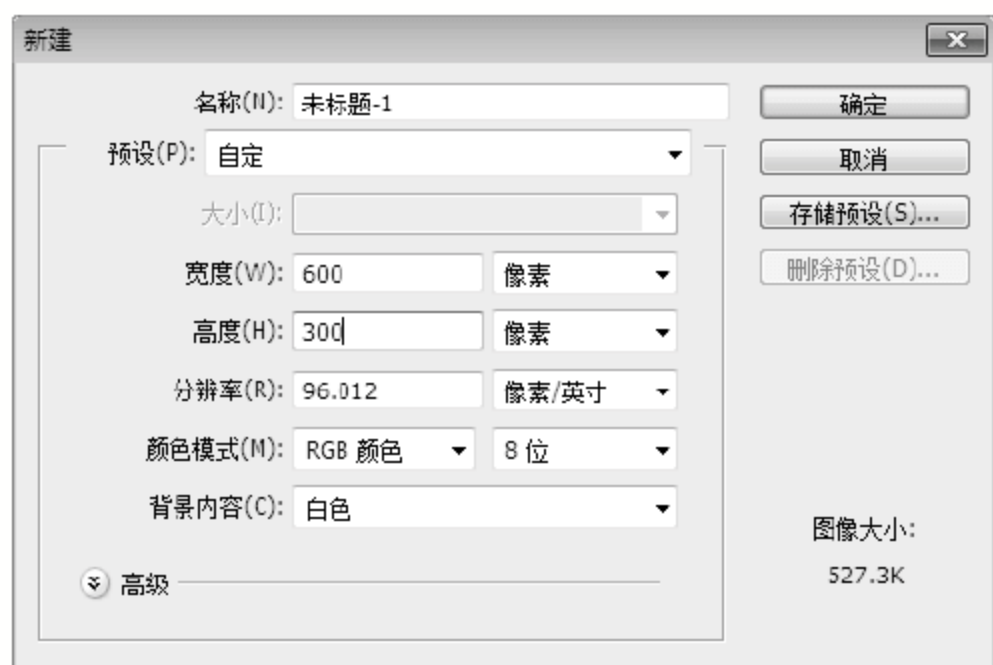 新建
名称(N): 未标题-1
确定
预设(P): 自定
取消
大小(I):
存储预设(S)...
宽度(W): 600 像素
删除预设(D)...
高度(H): 300 像素
分辨率(R): 96.012 像素/英寸
颜色模式(M): RGB 颜色 8 位
背景内容(C): 白色
图像大小:
527.3K
高级